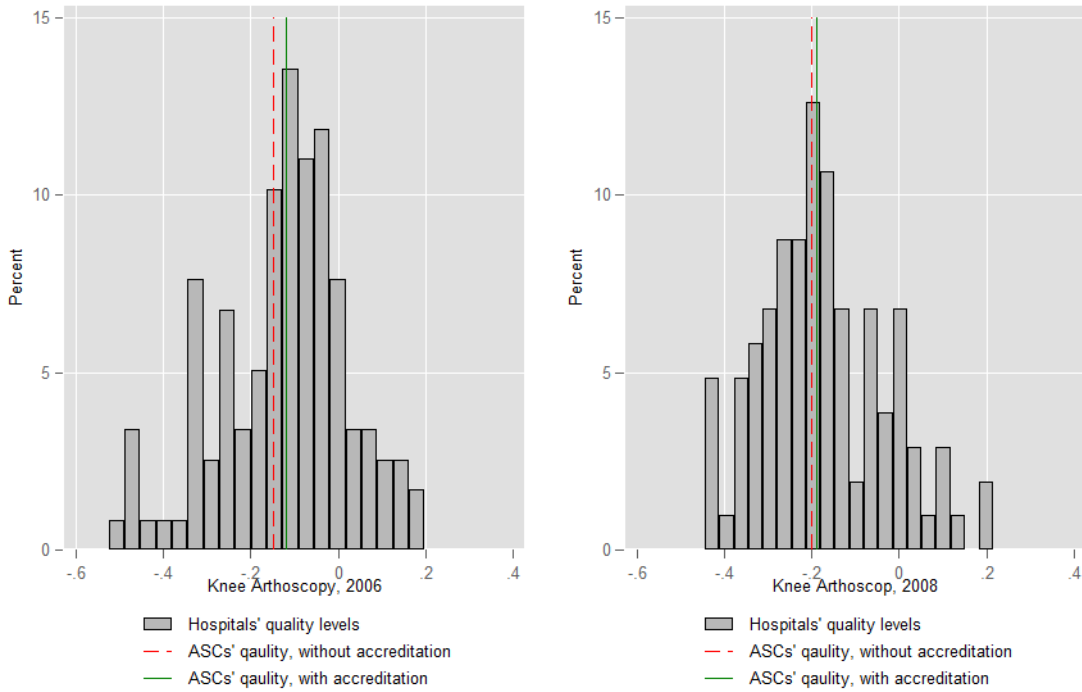 15
10
5
0
Percent
-.6
-.4
-.2
0
.2
.4
Knee Arthoscopy, 2006
Hospitals' quality levels
ASCs' qaulity, without accreditation
ASCs' qaulity, with accreditation
15
10
5
0
Percent
-.6
-.4
-.2
0
.2
.4
Knee Arthoscop, 2008
Hospitals' quality levels
ASCs' qaulity, without accreditation
ASCs' qaulity, with accreditation